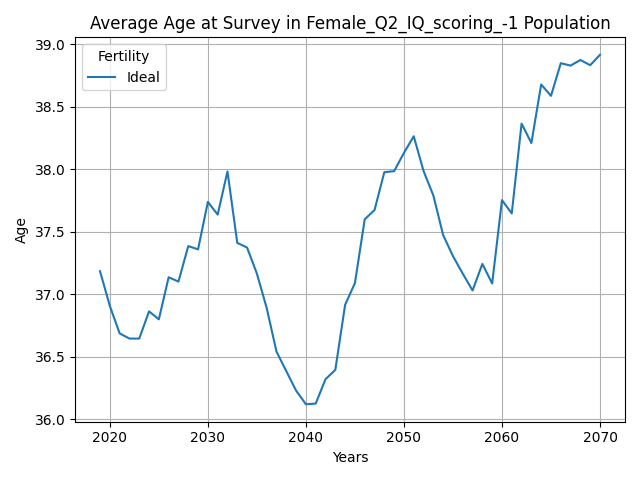 Average Age at Survey in Female_Q2_IQ_scoring_-1 Population
Fertility
Ideal
39.0
38.5
38.0
37.5
37.0
36.5
36.0
Age
2020 2030 2040 2050 2060 2070
Years